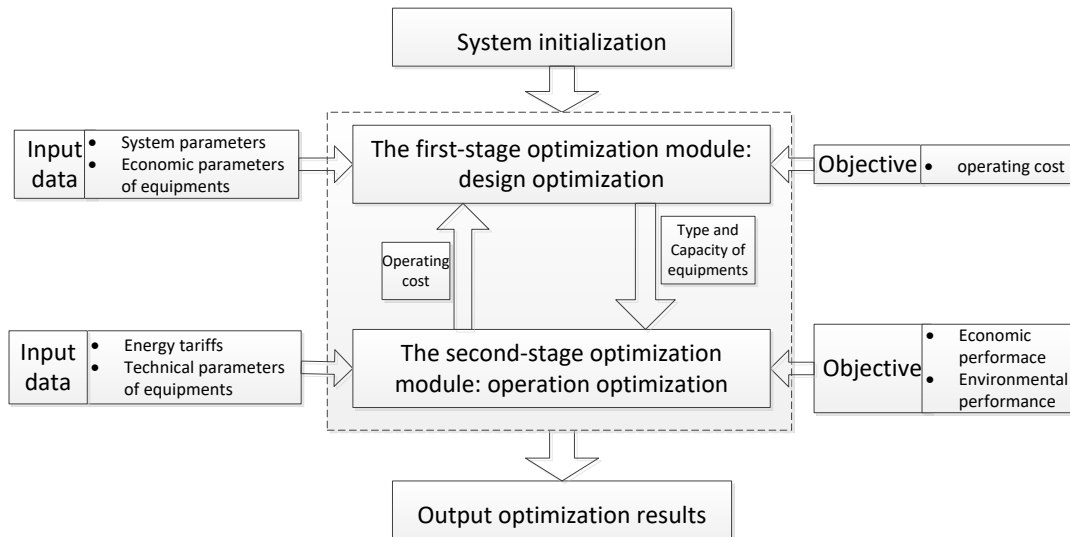 System initialization
Input
data
• System parameters
• Economic parameters
of equipments
The first-stage optimization module:
design optimization
Objective
• operating cost
Operating
cost
Type and
Capacity of
equipments
Input
data
• Energy tariffs
• Technical parameters
of equipments
The second-stage optimization
module: operation optimization
Objective
• Economic
performace
• Environmental
performance
Output optimization results